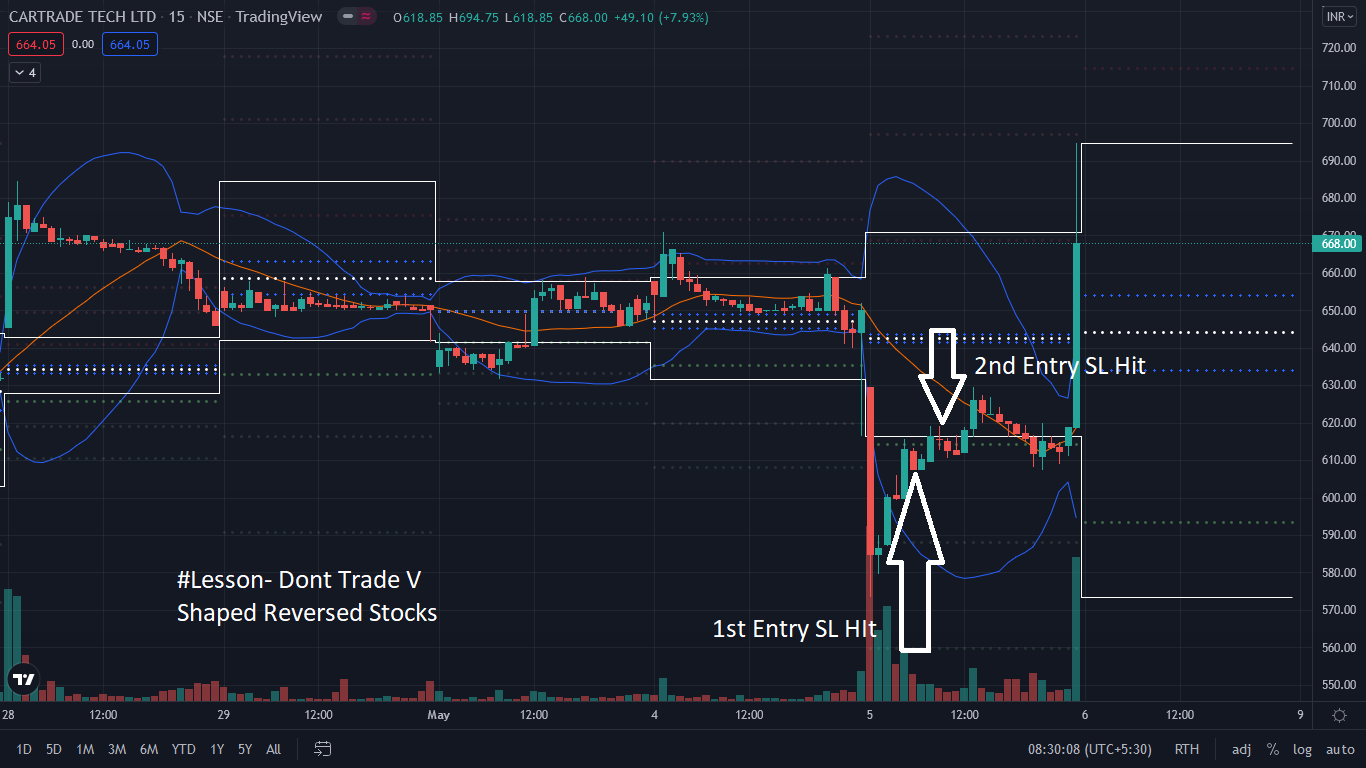 CARTRADE TECH LTD · 15 · NSE · TradingView
O618.85 H694.75 L618.85 C668.00 +49.10 (+7.93%)
INR
664.05 0.00 664.05
4
720.00
710.00
700.00
690.00
680.00
670.00
668.00
660.00
650.00
640.00
630.00
620.00
610.00
600.00
590.00
580.00
570.00
560.00
550.00
2nd Entry SL Hit
#Lesson- Dont Trade V
Shaped Reversed Stocks
1st Entry SL HIt
28 12:00 29 12:00 May 12:00 4 12:00 5 12:00 6 12:00 9
1D 5D 1M 3M 6M YTD 1Y 5Y All 08:30:08 (UTC+5:30) RTH adj % log auto